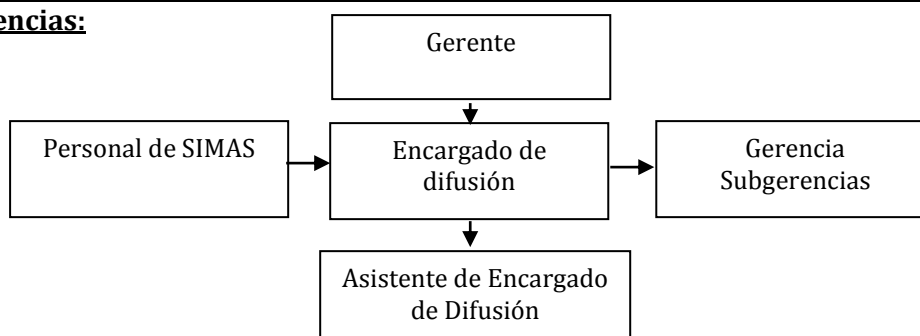 encias:
Gerente
Personal de SIMAS
Encargado de
difusión
Gerencia
Subgerencias
Asistente de Encargado
de Difusión